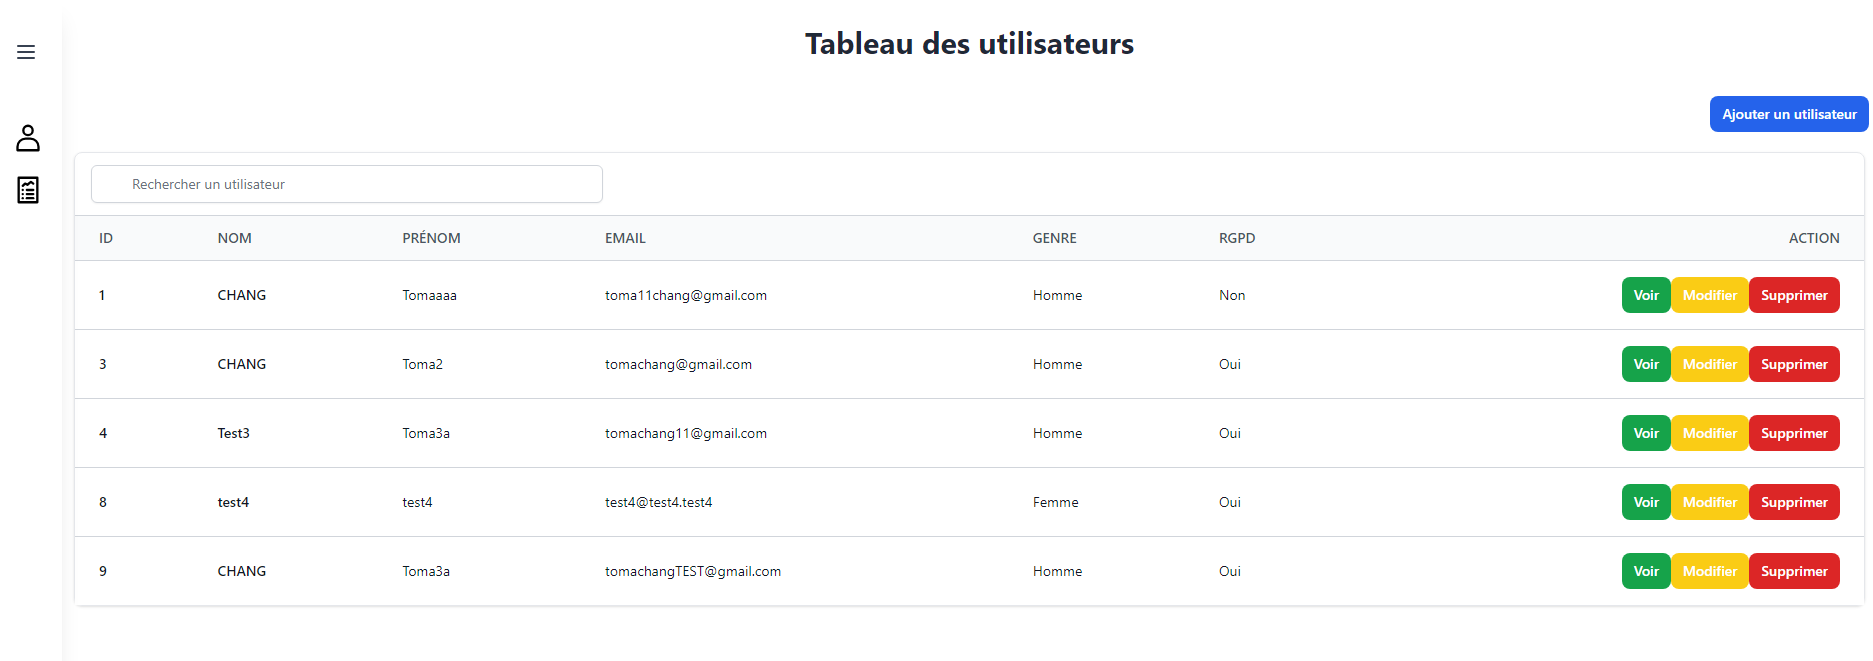 Tableau des utilisateurs
Ajouter un utilisateur
Rechercher un utilisateur
ID NOM PRÉNOM EMAIL GENRE RGPD ACTION
1 CHANG Tomaaaa toma11chang@gmail.com Homme Non Voir Modifier Supprimer
3 CHANG Toma2 tomachang@gmail.com Homme Oui Voir Modifier Supprimer
4 Test3 Toma3a tomachang11@gmail.com Homme Oui Voir Modifier Supprimer
8 test4 test4 test4@test4.test4 Femme Oui Voir Modifier Supprimer
9 CHANG Toma3a tomachangTEST@gmail.com Homme Oui Voir Modifier Supprimer